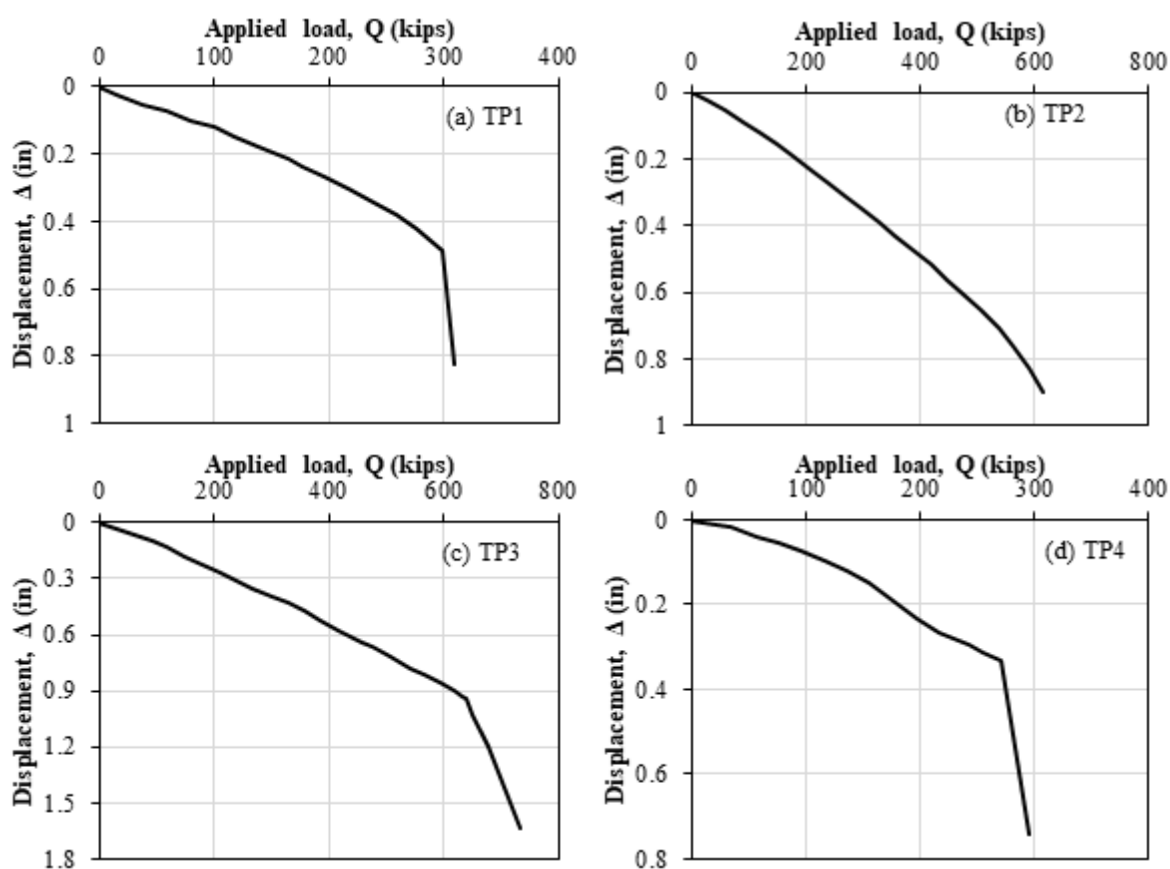 Applied load, Q (kips)
0 100 200 300 400
0
0.2
0.4
0.6
0.8
1
Displacement, Δ (in)
(a) TP1
Applied load, Q (kips)
0 200 400 600 800
0
0.2
0.4
0.6
0.8
1
Displacement, Δ (in)
(b) TP2
Applied load, Q (kips)
0 200 400 600 800
0
0.3
0.6
0.9
1.2
1.5
1.8
Displacement, Δ (in)
(c) TP3
Applied load, Q (kips)
0 100 200 300 400
0
0.2
0.4
0.6
0.8
Displacement, Δ (in)
(d) TP4